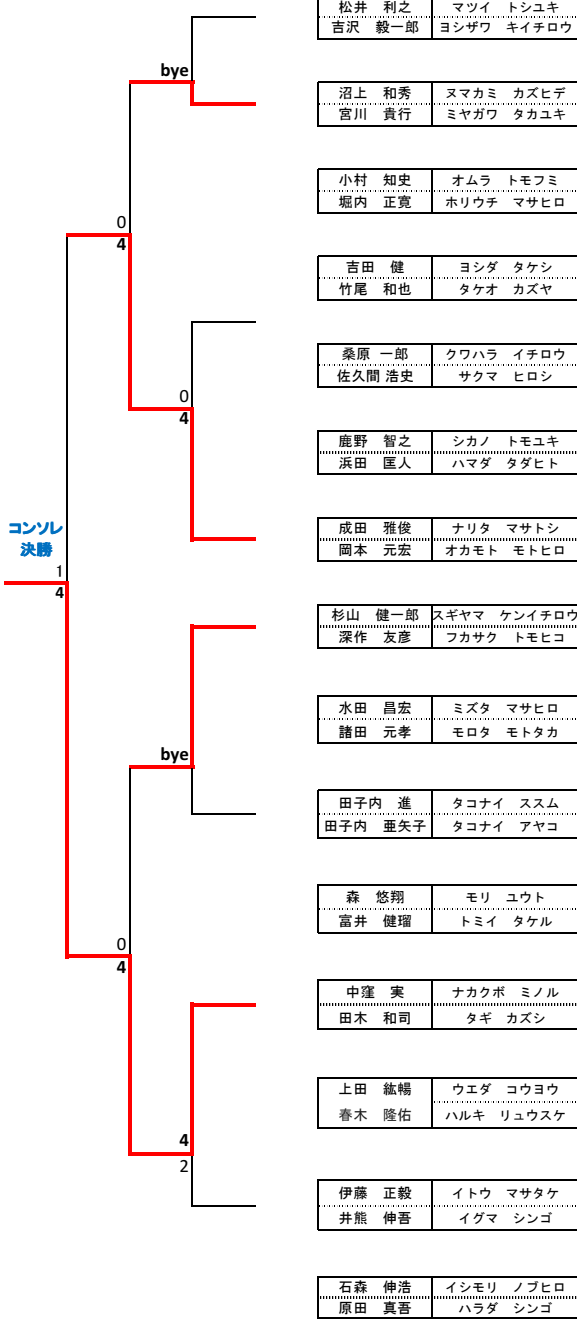 松井　利之　マツイ　トシユキ
吉沢　毅一郎　ヨシザワ　キイチロウ
bye
沼上　和秀　ヌマカミ　カズヒデ
宮川　貴行　ミヤガワ　タカユキ
小村　知史　オムラ　トモフミ
堀内　正寛　ホリウチ　マサヒロ
0
4
吉田　健　ヨシダ　タケシ
竹尾　和也　タケオ　カズヤ
桑原 一郎　クワハラ　イチロウ
佐久間 浩史　サクマ　ヒロシ
0
4
鹿野　智之　シカノ　トモユキ
浜田　匡人　ハマダ　タダヒト
成田　雅俊　ナリタ　マサトシ
岡本　元宏　オカモト　モトヒロ
コンソレ
決勝
1
4
杉山　健一郎　スギヤマ　ケンイチロウ
深作　友彦　フカサク　トモヒコ
水田　昌宏　ミズタ　マサヒロ
諸田　元孝　モロタ　モトタカ
bye
田子内　進　タコナイ　ススム
田子内　亜矢子　タコナイ　アヤコ
森　悠翔　モリ　ユウト
富井　健瑠　トミイ　タケル
0
4
中窪　実　ナカクボ　ミノル
田木　和司　タギ　カズシ
上田　紘暢　ウエダ　コウヨウ
春木　隆佑　ハルキ　リュウスケ
4
2
伊藤　正毅　イトウ　マサタケ
井熊　伸吾　イグマ　シンゴ
石森　伸浩　イシモリ　ノブヒロ
原田　真吾　ハラダ　シンゴ